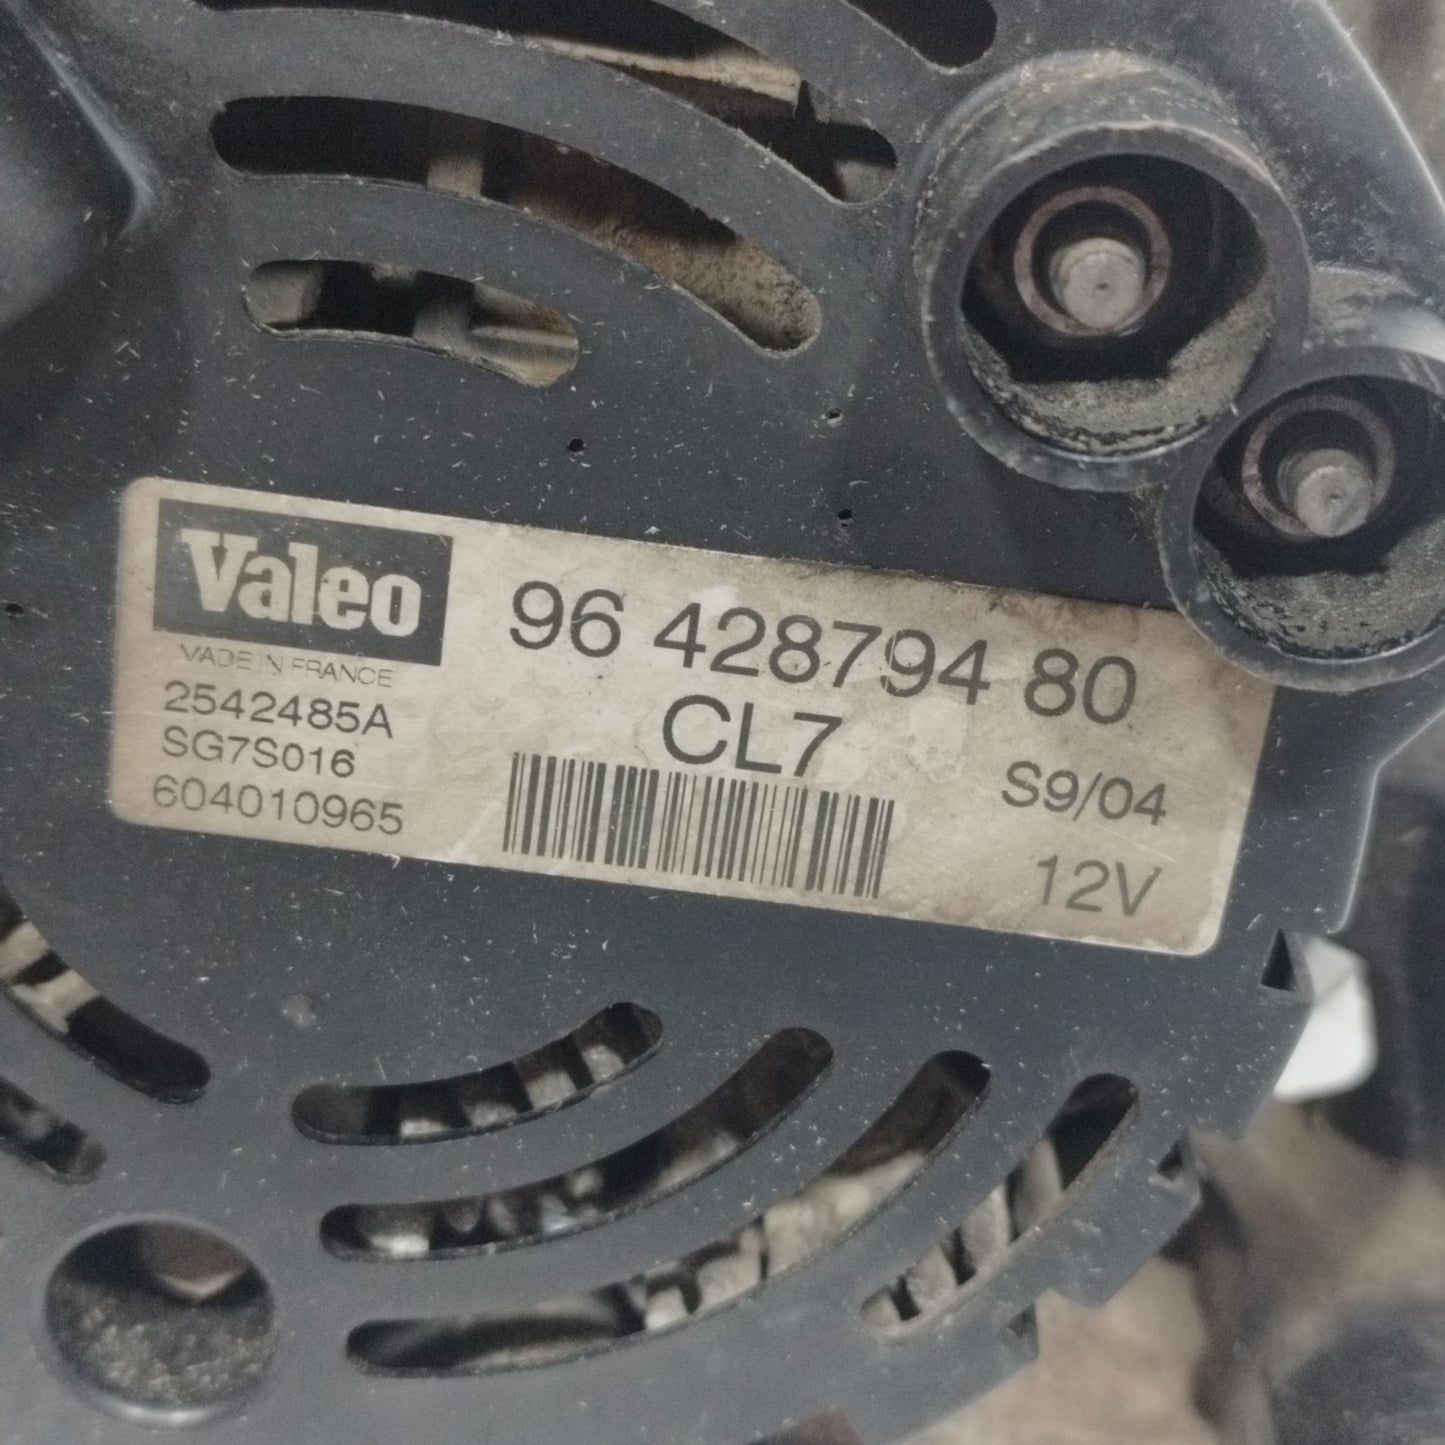 Valeo
MADE IN FRANCE
2542485A
SG7S016
604010965
96 428794 80
CL7
S9/04
12V